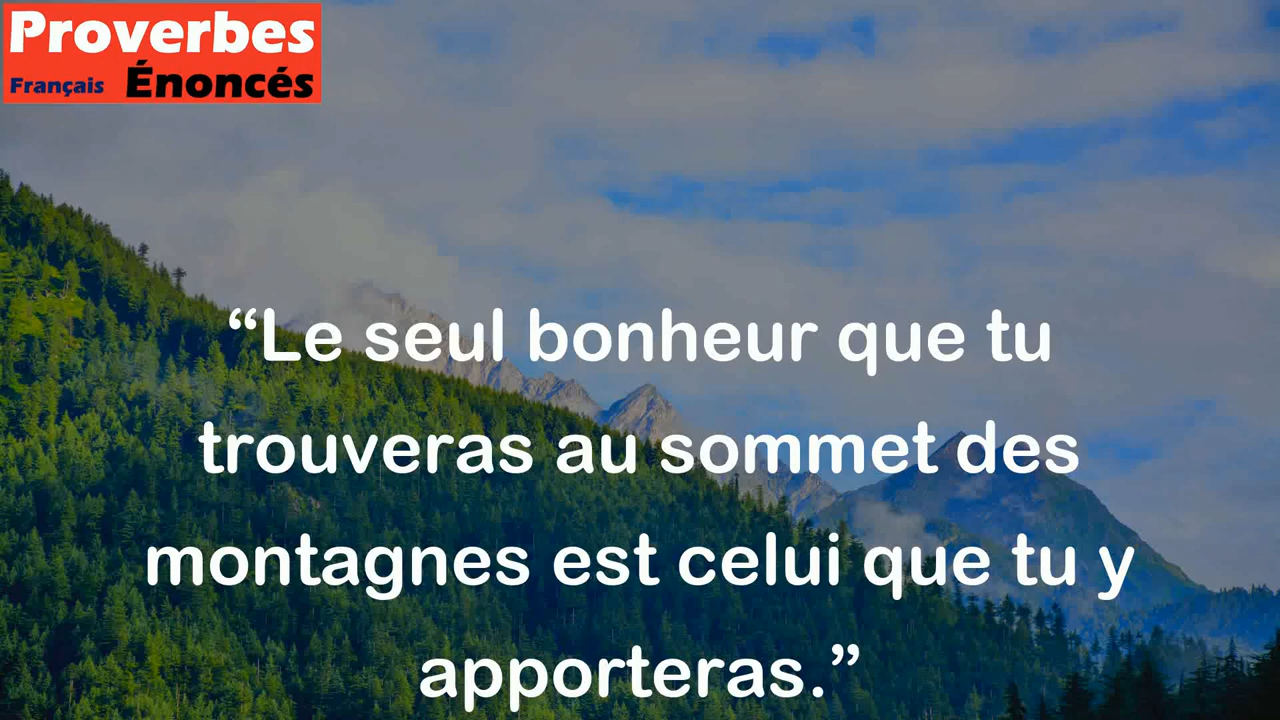 Proverbes
Français Énoncés
“Le seul bonheur que tu
trouveras au sommet des
montagnes est celui que tu y
apporteras.”